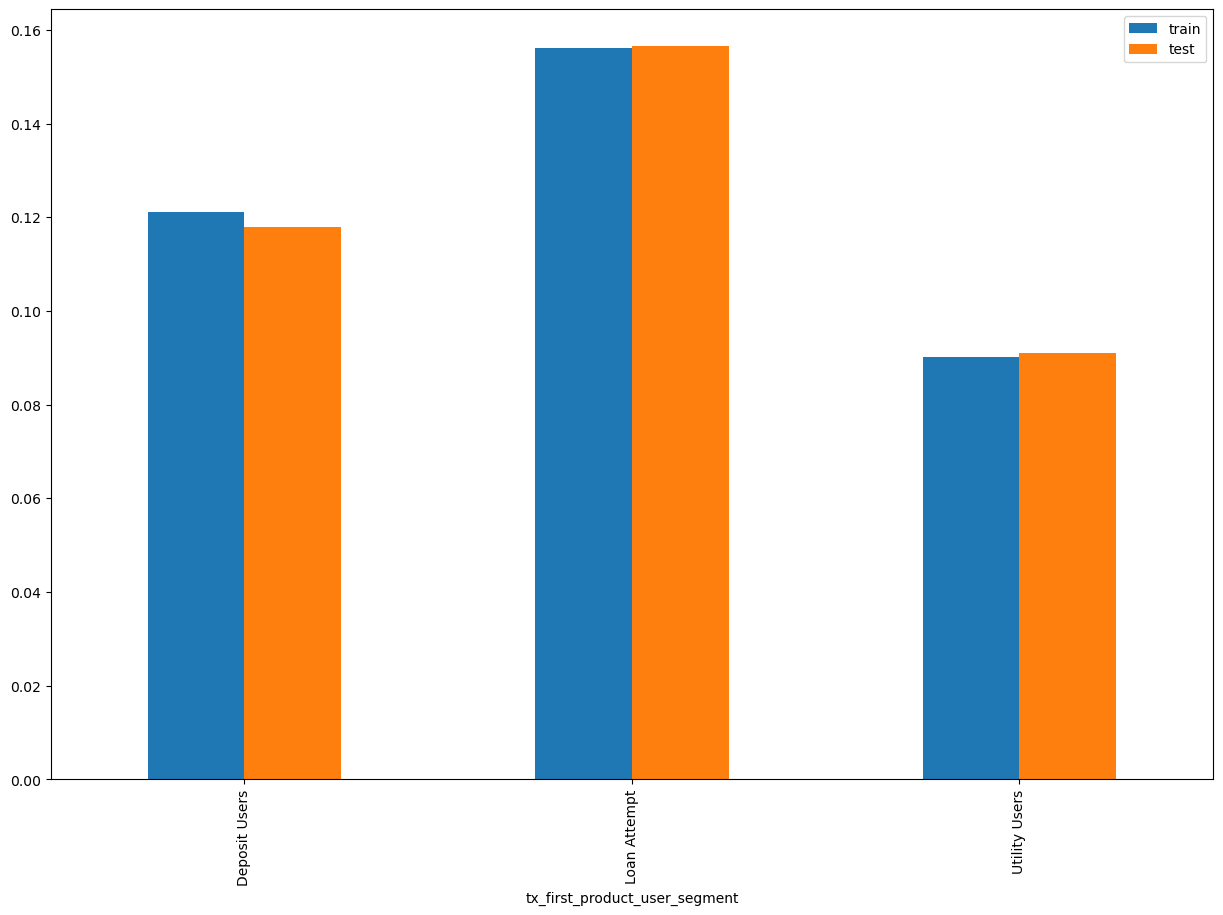 0.16
0.14
0.12
0.10
0.08
0.06
0.04
0.02
0.00
train
test
Deposit Users
Loan Attempt
Utility Users
tx_first_product_user_segment